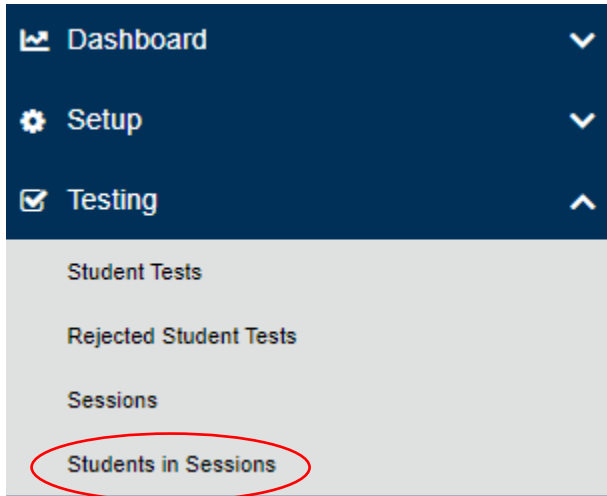 Dashboard
Setup
Testing
Student Tests
Rejected Student Tests
Sessions
Students in Sessions